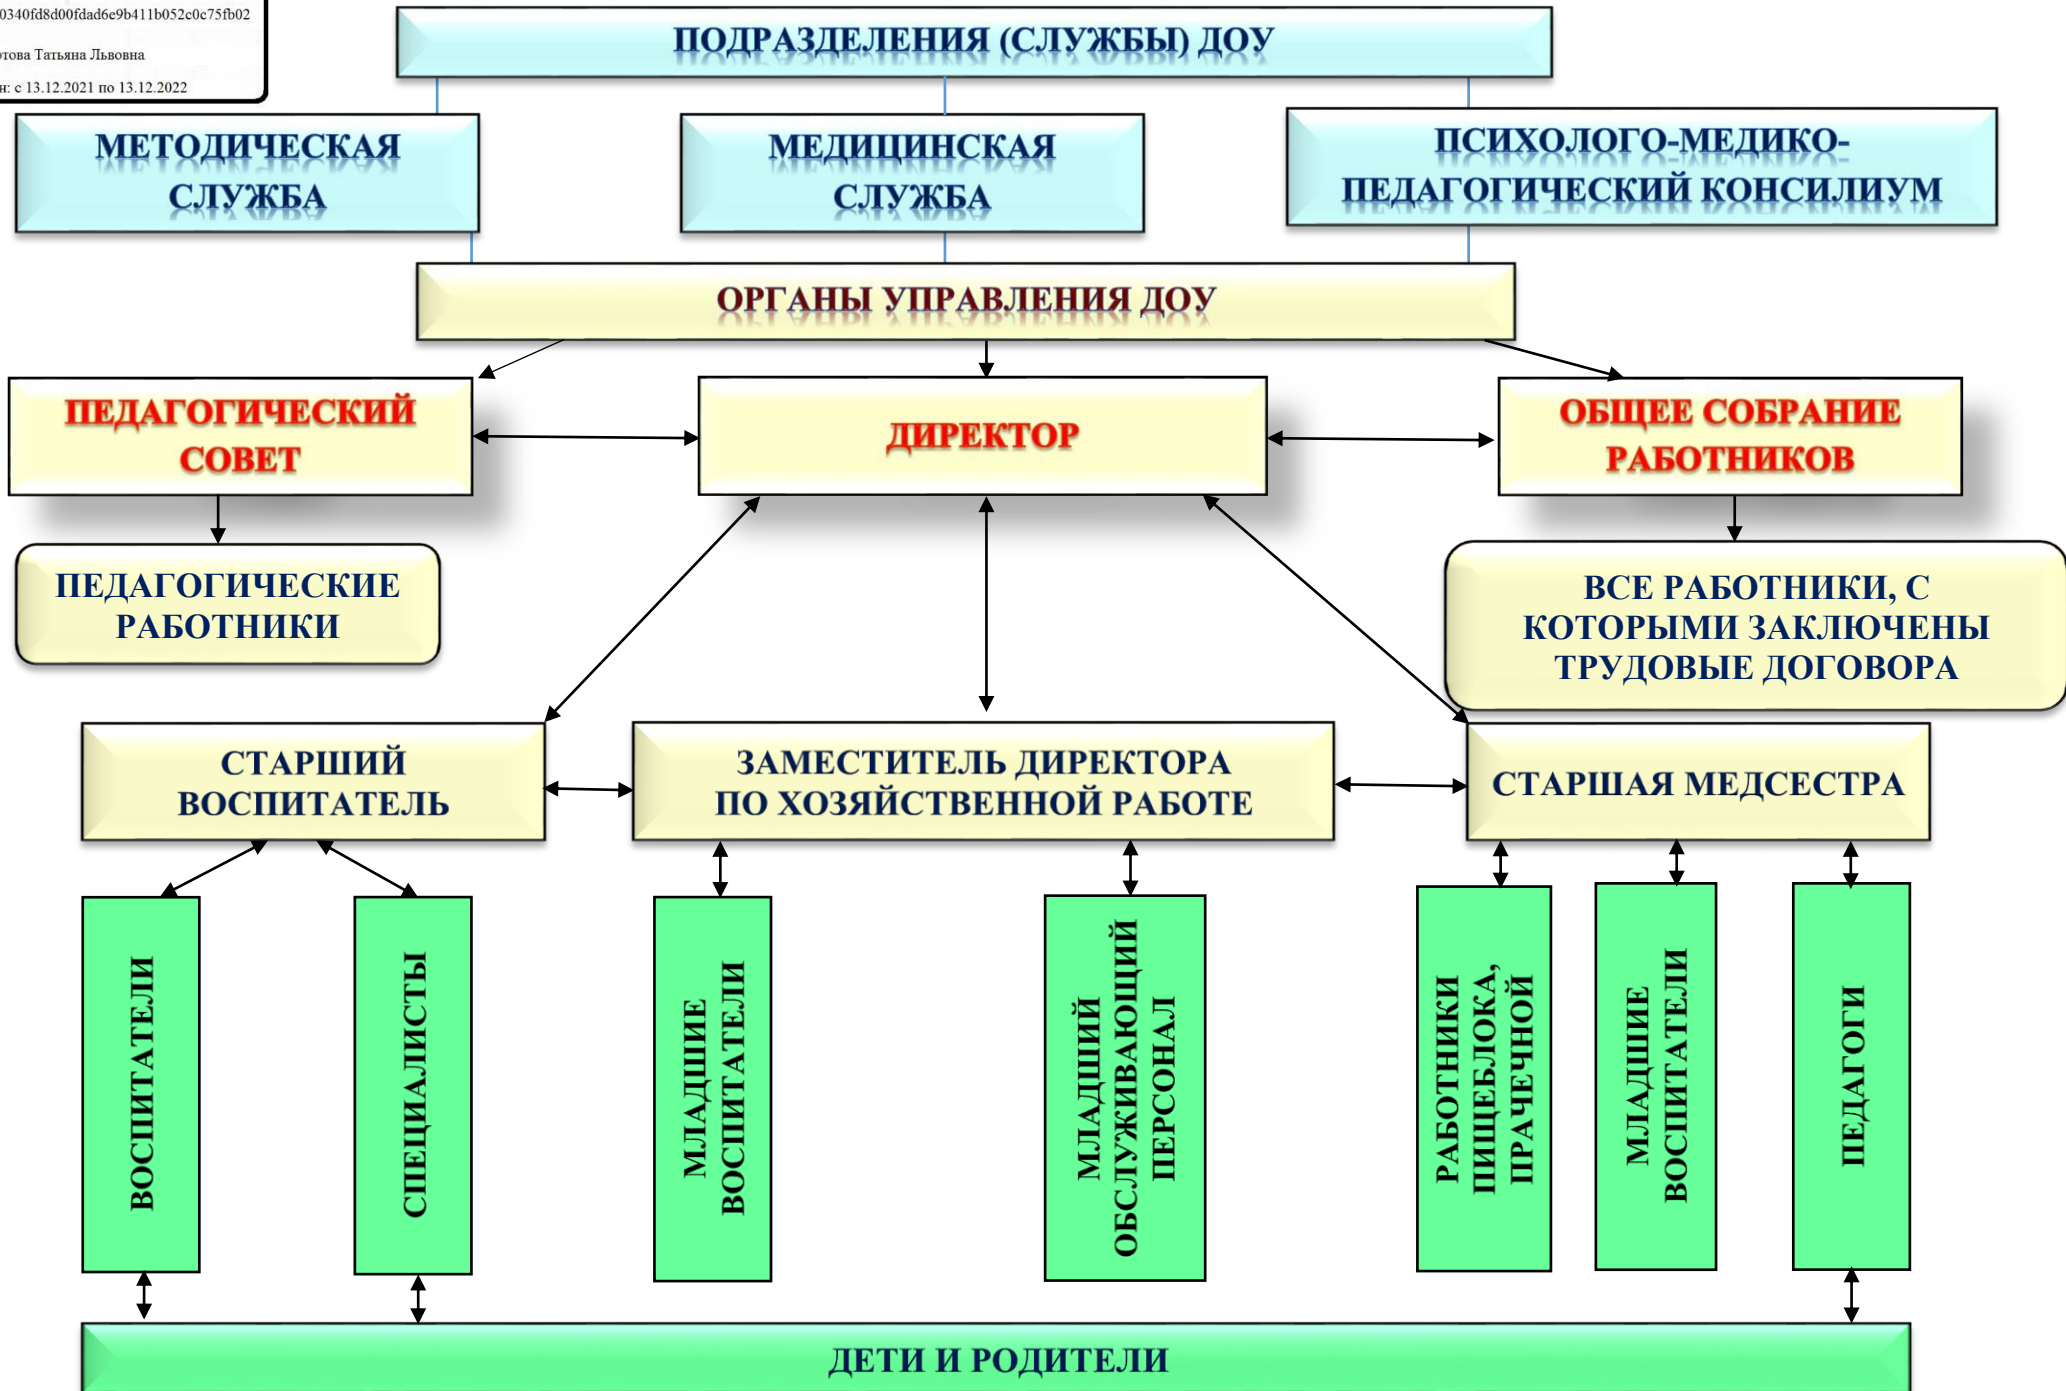 0340fd8d00fdad6e9b411b052c0c75fb02
това Татьяна Львовна
н: с 13.12.2021 по 13.12.2022
ПОДРАЗДЕЛЕНИЯ (СЛУЖБЫ) ДОУ
МЕТОДИЧЕСКАЯ
СЛУЖБА
МЕДИЦИНСКАЯ
СЛУЖБА
ПСИХОЛОГО-МЕДИКО-
ПЕДАГОГИЧЕСКИЙ КОНСИЛИУМ
ОРГАНЫ УПРАВЛЕНИЯ ДОУ
ПЕДАГОГИЧЕСКИЙ
СОВЕТ
ДИРЕКТОР
ОБЩЕЕ СОБРАНИЕ
РАБОТНИКОВ
ПЕДАГОГИЧЕСКИЕ
РАБОТНИКИ
ВСЕ РАБОТНИКИ, С
КОТОРЫМИ ЗАКЛЮЧЕНЫ
ТРУДОВЫЕ ДОГОВОРА
СТАРШИЙ
ВОСПИТАТЕЛЬ
ЗАМЕСТИТЕЛЬ ДИРЕКТОРА
ПО ХОЗЯЙСТВЕННОЙ РАБОТЕ
СТАРШАЯ МЕДСЕСТРА
ВОСПИТАТЕЛИ
СПЕЦИАЛИСТЫ
МЛАДШИЕ
ВОСПИТАТЕЛИ
МЛАДШИЙ
ОБСЛУЖИВАЮЩИЙ
ПЕРСОНАЛ
РАБОТНИКИ
ПИЩЕБЛОКА,
ПРАЧЕЧНОЙ
МЛАДШИЕ
ВОСПИТАТЕЛИ
ПЕДАГОГИ
ДЕТИ И РОДИТЕЛИ